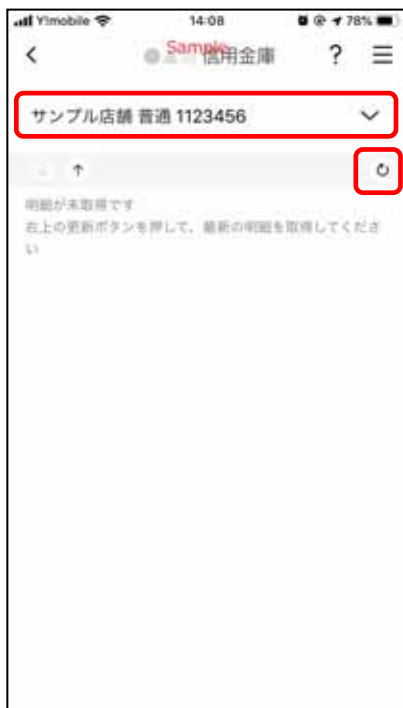 Y!mobile 14:08 78%
Sample 信用金庫 ?
サンプル店舗 普通 1123456
↓ ↑
明細が未取得です
右上の更新ボタンを押して、最新の明細を取得してくださ
い